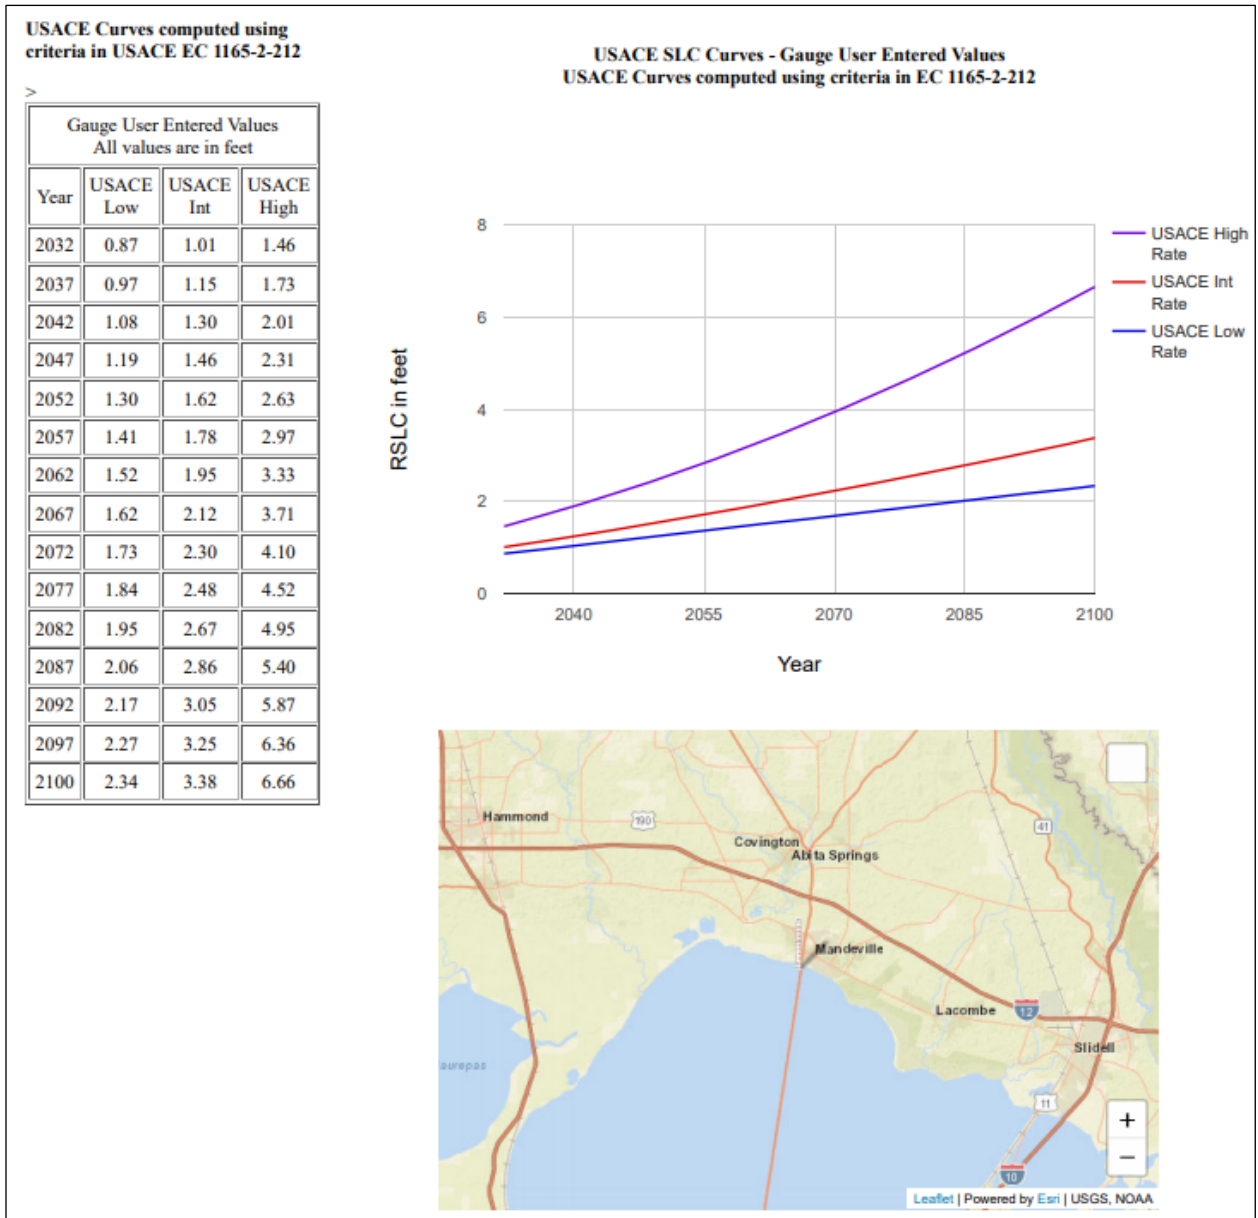 USACE Curves computed using
criteria in USACE EC 1165-2-212
>
Gauge User Entered Values
All values are in feet
Year USACE Low USACE Int USACE High
2032 0.87 1.01 1.46
2037 0.97 1.15 1.73
2042 1.08 1.30 2.01
2047 1.19 1.46 2.31
2052 1.30 1.62 2.63
2057 1.41 1.78 2.97
2062 1.52 1.95 3.33
2067 1.62 2.12 3.71
2072 1.73 2.30 4.10
2077 1.84 2.48 4.52
2082 1.95 2.67 4.95
2087 2.06 2.86 5.40
2092 2.17 3.05 5.87
2097 2.27 3.25 6.36
2100 2.34 3.38 6.66
USACE SLC Curves - Gauge User Entered Values
USACE Curves computed using criteria in EC 1165-2-212
RSLC in feet
8
6
4
2
0
2040 2055 2070 2085 2100
Year
USACE High
Rate
USACE Int
Rate
USACE Low
Rate
Hammond
190
Covington
Abita Springs
41
Mandeville
Lacombe
12
Slidell
aurepas
11
10
+
−
Leaflet | Powered by Esri | USGS, NOAA